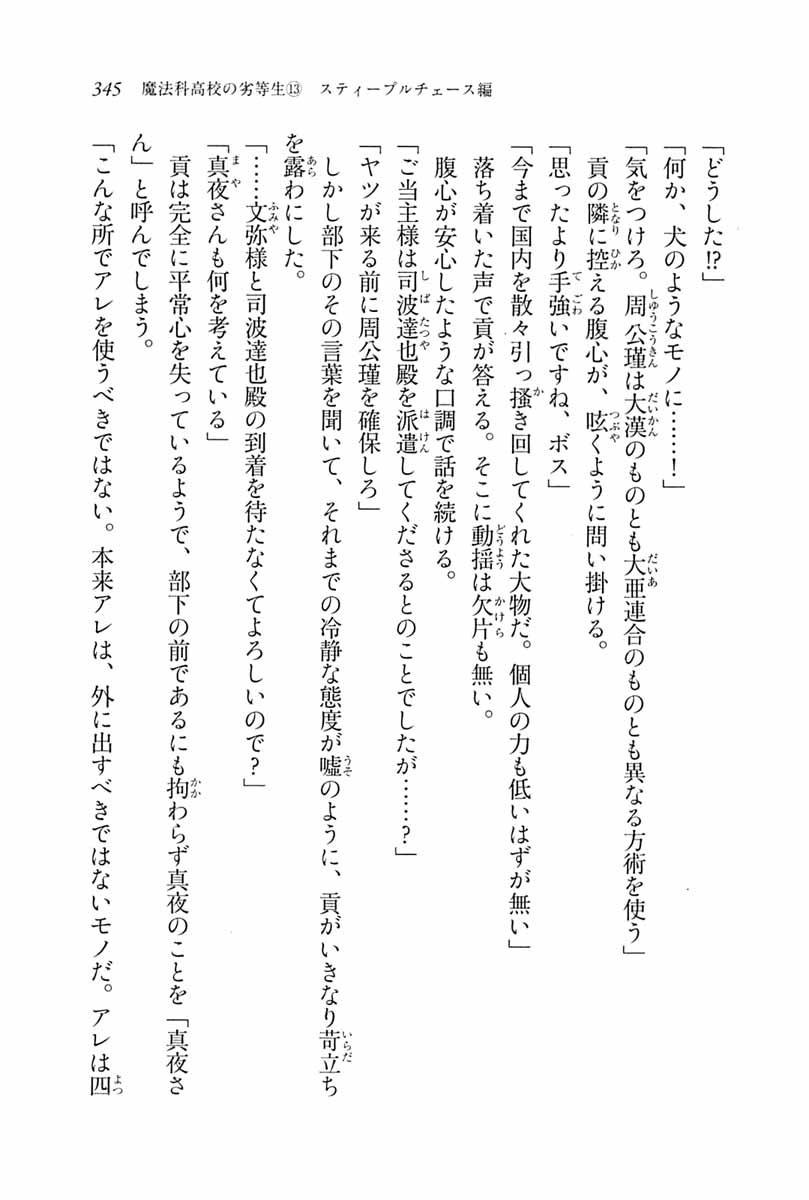 345　魔法科高校の劣等生⑬　スティープルチェース編
「どうした!?」
「何か、犬のようなモノに……！」
「気をつけろ。周公瑾は大漢のものとも大亜連合のものとも異なる方術を使う」
貢の隣に控える腹心が、呟くように問い掛ける。
「思ったより手強いですね、ボス」
「今まで国内を散々引っ掻き回してくれた大物だ。個人の力も低いはずが無い」
落ち着いた声で貢が答える。そこに動揺は欠片も無い。
腹心が安心したような口調で話を続ける。
「ご当主様は司波達也殿を派遣してくださるとのことでしたが……？」
「ヤツが来る前に周公瑾を確保しろ」
しかし部下のその言葉を聞いて、それまでの冷静な態度が嘘のように、貢がいきなり苛立ち
を露わにした。
「……文弥様と司波達也殿の到着を待たなくてよろしいので？」
「真夜さんも何を考えている」
貢は完全に平常心を失っているようで、部下の前であるにも拘わらず真夜のことを「真夜さ
ん」と呼んでしまう。
「こんな所でアレを使うべきではない。本来アレは、外に出すべきではないモノだ。アレは四